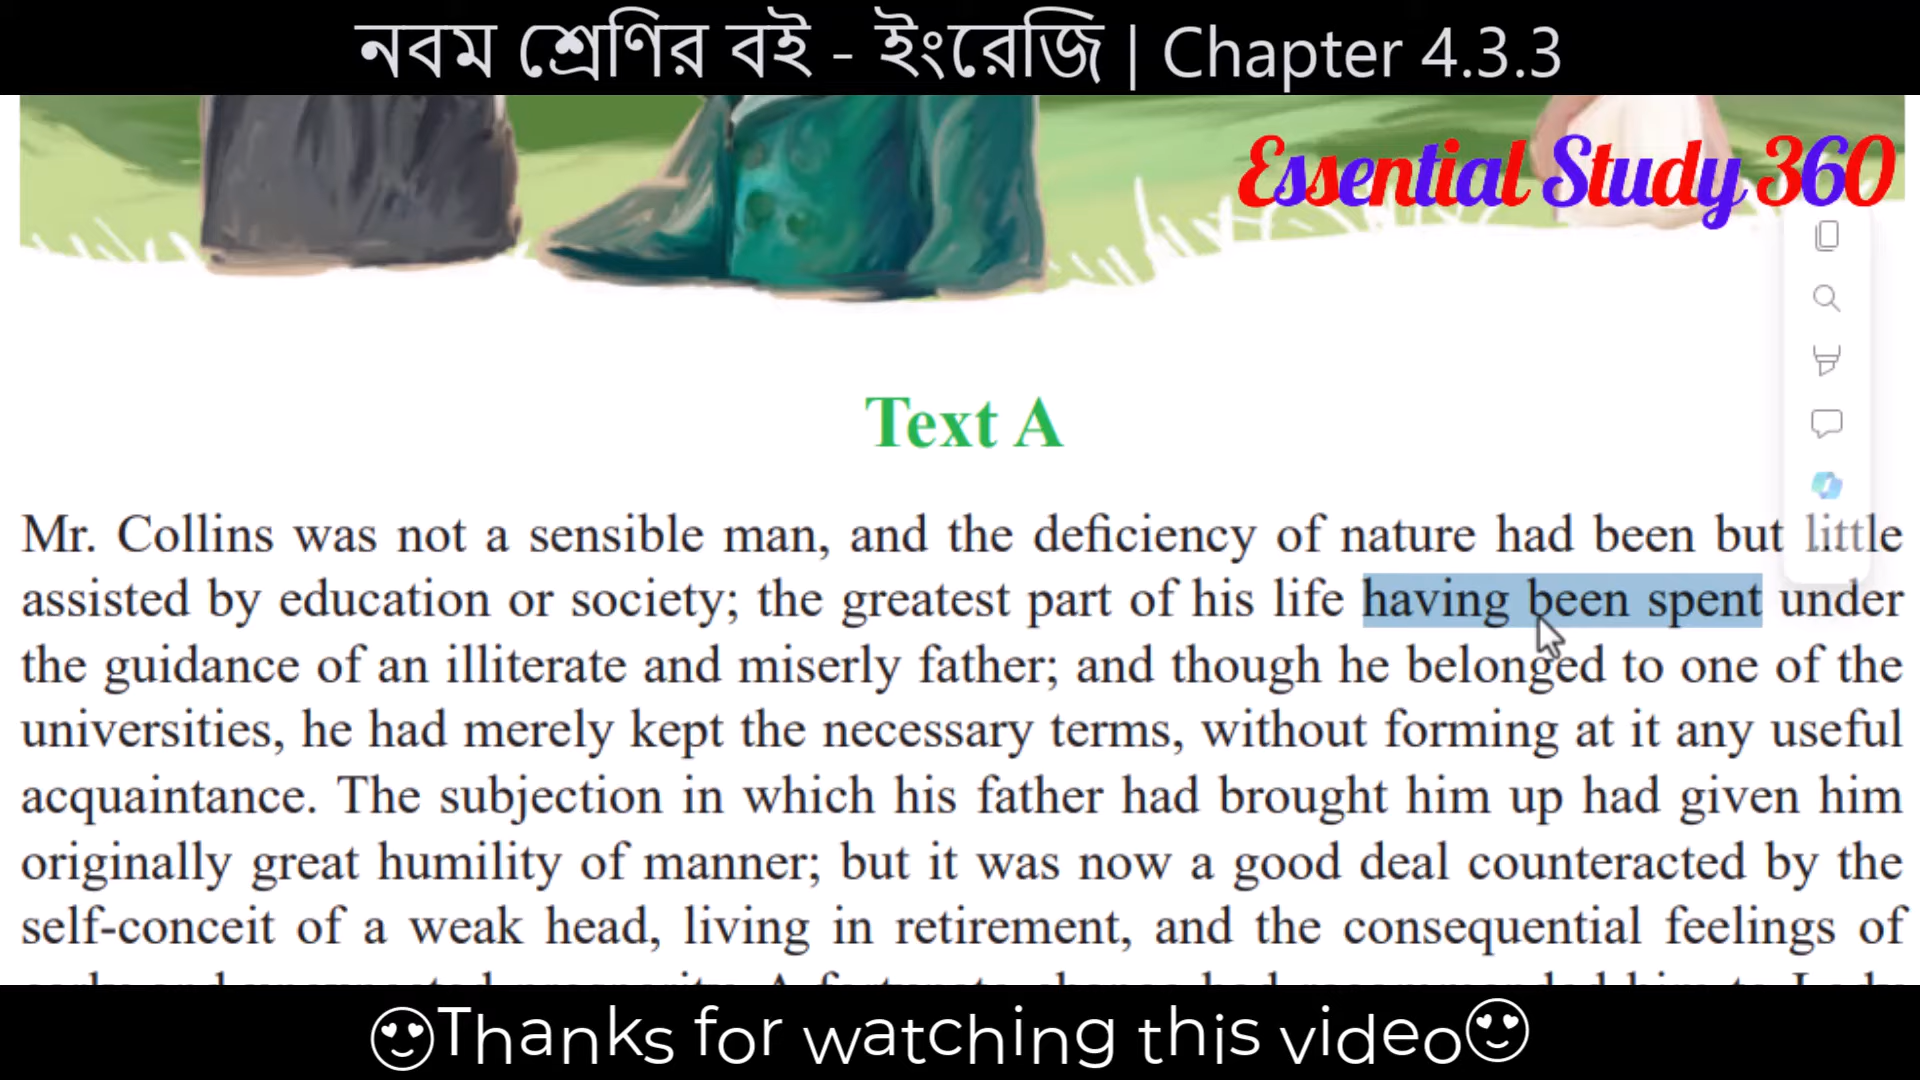 নবম শ্রেণির বই - ইংরেজি | Chapter 4.3.3
Essential Study 360
Text A
Mr. Collins was not a sensible man, and the deficiency of nature had been but little
assisted by education or society; the greatest part of his life having been spent under
the guidance of an illiterate and miserly father; and though he belonged to one of the
universities, he had merely kept the necessary terms, without forming at it any useful
acquaintance. The subjection in which his father had brought him up had given him
originally great humility of manner; but it was now a good deal counteracted by the
self-conceit of a weak head, living in retirement, and the consequential feelings of
Thanks for watching this video